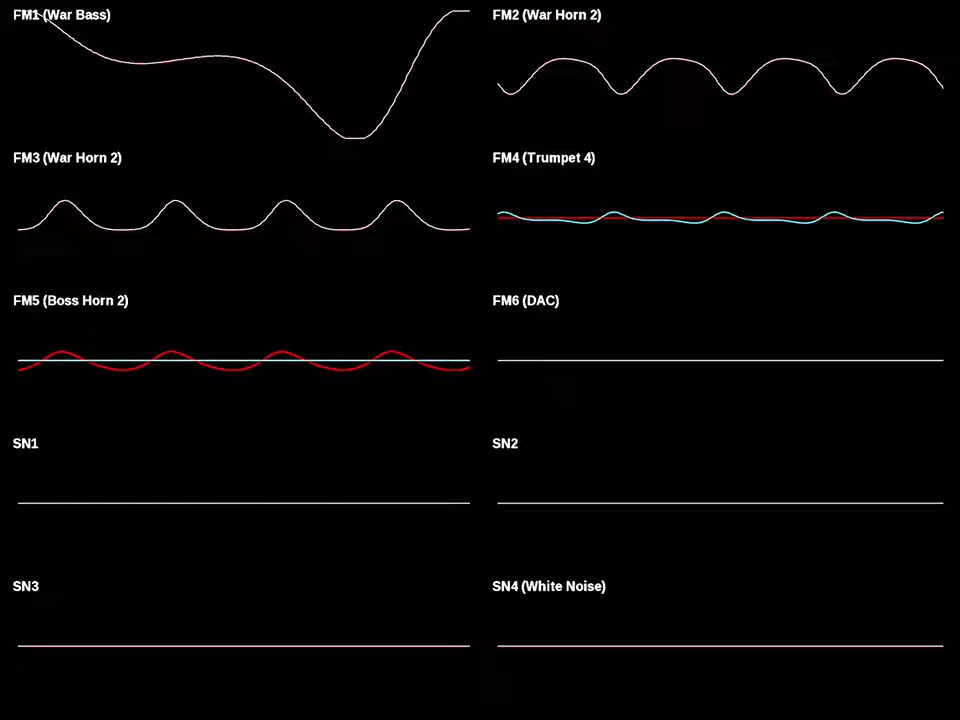 FM1 (War Bass)
FM2 (War Horn 2)
FM3 (War Horn 2)
FM4 (Trumpet 4)
FM5 (Boss Horn 2)
FM6 (DAC)
SN1
SN2
SN3
SN4 (White Noise)